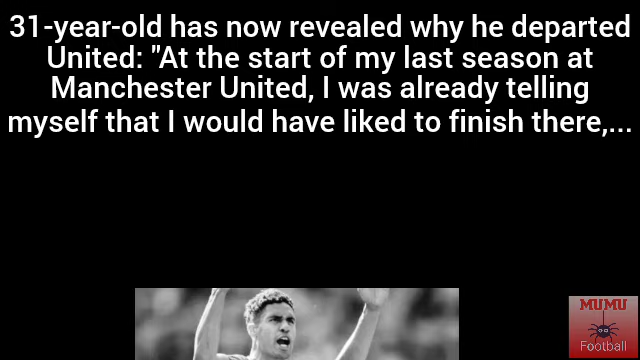 31-year-old has now revealed why he departed
United: "At the start of my last season at
Manchester United, I was already telling
myself that I would have liked to finish there,...
MUMU
Football